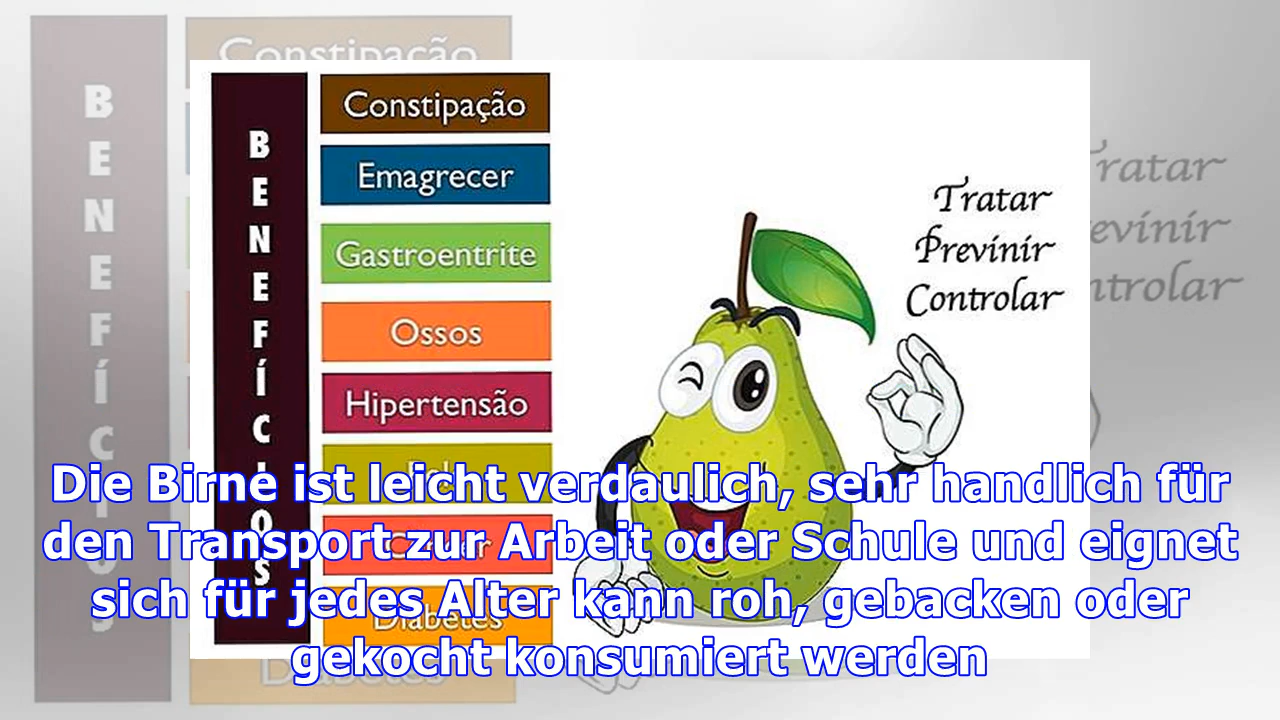 BENEFÍCIOS
Constipação
Emagrecer
Gastroentrite
Ossos
Hipertensão
Diabetes
Tratar
Previnir
Controlar
Die Birne ist leicht verdaulich, sehr handlich für
den Transport zur Arbeit oder Schule und eignet
sich für jedes Alter kann roh, gebacken oder
gekocht konsumiert werden